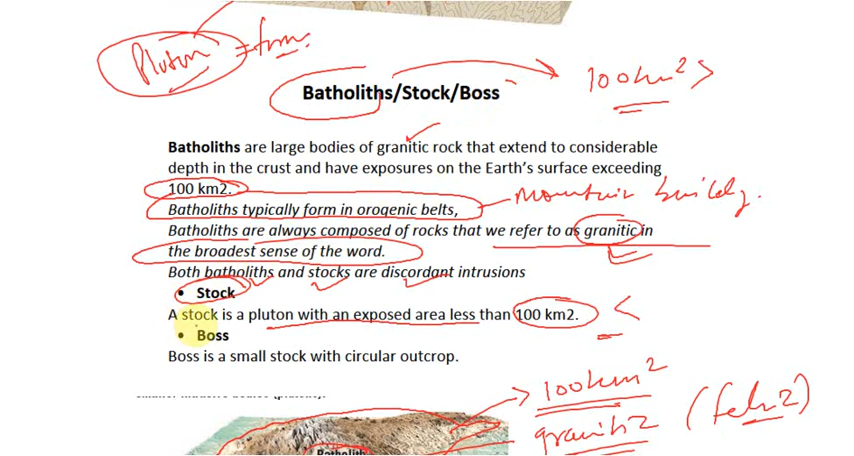 Pluton = form.
100km² >
Batholiths/Stock/Boss
Batholiths are large bodies of granitic rock that extend to considerable
depth in the crust and have exposures on the Earth's surface exceeding
100 km2.
Batholiths typically form in orogenic belts,
Mountain
Batholiths are always composed of rocks that we refer to as granitic in
the broadest sense of the word.
Both batholiths and stocks are discordant intrusions
• Stock
A stock is a pluton with an exposed area less than 100 km2.
<
• Boss
Boss is a small stock with circular outcrop.
> 100km²
Batholith